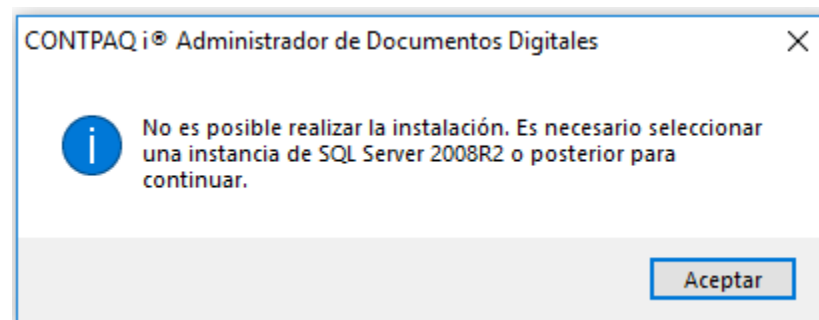 CONTPAQ i® Administrador de Documentos Digitales
No es posible realizar la instalación. Es necesario seleccionar
una instancia de SQL Server 2008R2 o posterior para
continuar.
Aceptar